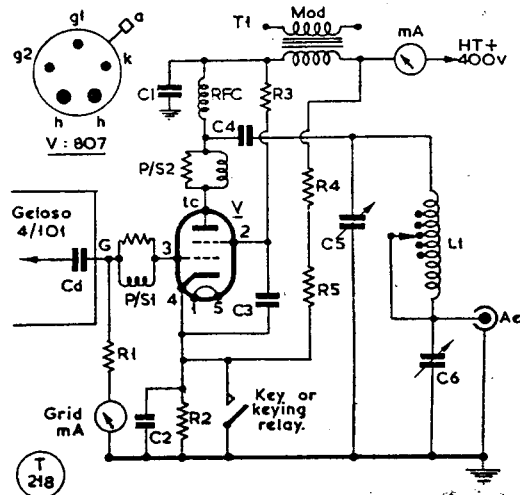 g1
a
g2
k
h
h
V : 807
T1
Mod
mA
HT+
400v
C1
RFC
R3
C4
P/S2
R4
tc
V
Geloso
4/101
G
3
2
C5
L1
Cd
P/S1
4
1
5
C3
R5
Ae
R1
C6
Grid
mA
C2
R2
Key or
keying
relay.
T
218